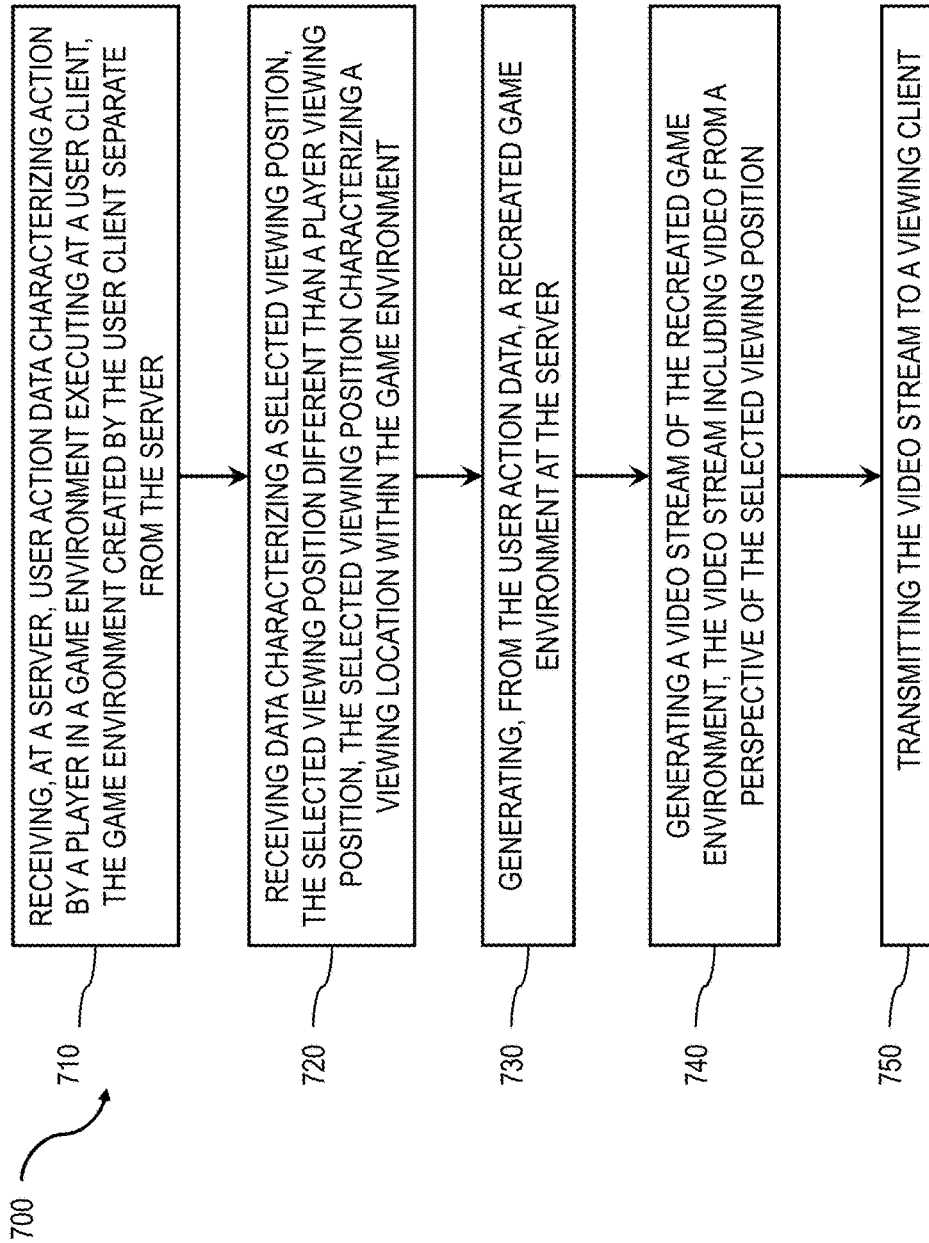 700
710
RECEIVING, AT A SERVER, USER ACTION DATA CHARACTERIZING ACTION
BY A PLAYER IN A GAME ENVIRONMENT EXECUTING AT A USER CLIENT,
THE GAME ENVIRONMENT CREATED BY THE USER CLIENT SEPARATE
FROM THE SERVER
720
RECEIVING DATA CHARACTERIZING A SELECTED VIEWING POSITION,
THE SELECTED VIEWING POSITION DIFFERENT THAN A PLAYER VIEWING
POSITION, THE SELECTED VIEWING POSITION CHARACTERIZING A
VIEWING LOCATION WITHIN THE GAME ENVIRONMENT
730
GENERATING, FROM THE USER ACTION DATA, A RECREATED GAME
ENVIRONMENT AT THE SERVER
740
GENERATING A VIDEO STREAM OF THE RECREATED GAME
ENVIRONMENT, THE VIDEO STREAM INCLUDING VIDEO FROM A
PERSPECTIVE OF THE SELECTED VIEWING POSITION
750
TRANSMITTING THE VIDEO STREAM TO A VIEWING CLIENT